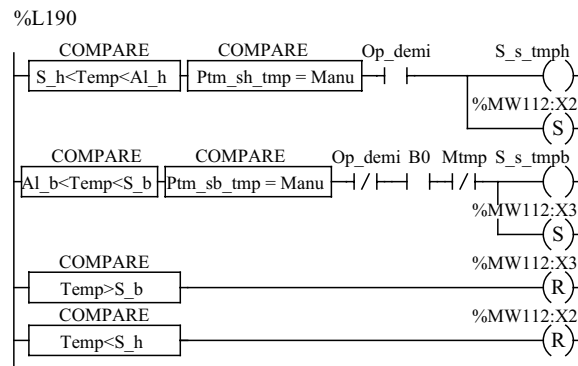 %L190
COMPARE COMPARE Op_demi S_s_tmph
S_h<Temp<Al_h Ptm_sh_tmp = Manu
%MW112:X2
S
COMPARE COMPARE Op_demi B0 Mtmp S_s_tmpb
Al_b<Temp<S_b Ptm_sb_tmp = Manu
%MW112:X3
S
COMPARE %MW112:X3
Temp>S_b R
COMPARE %MW112:X2
Temp<S_h R